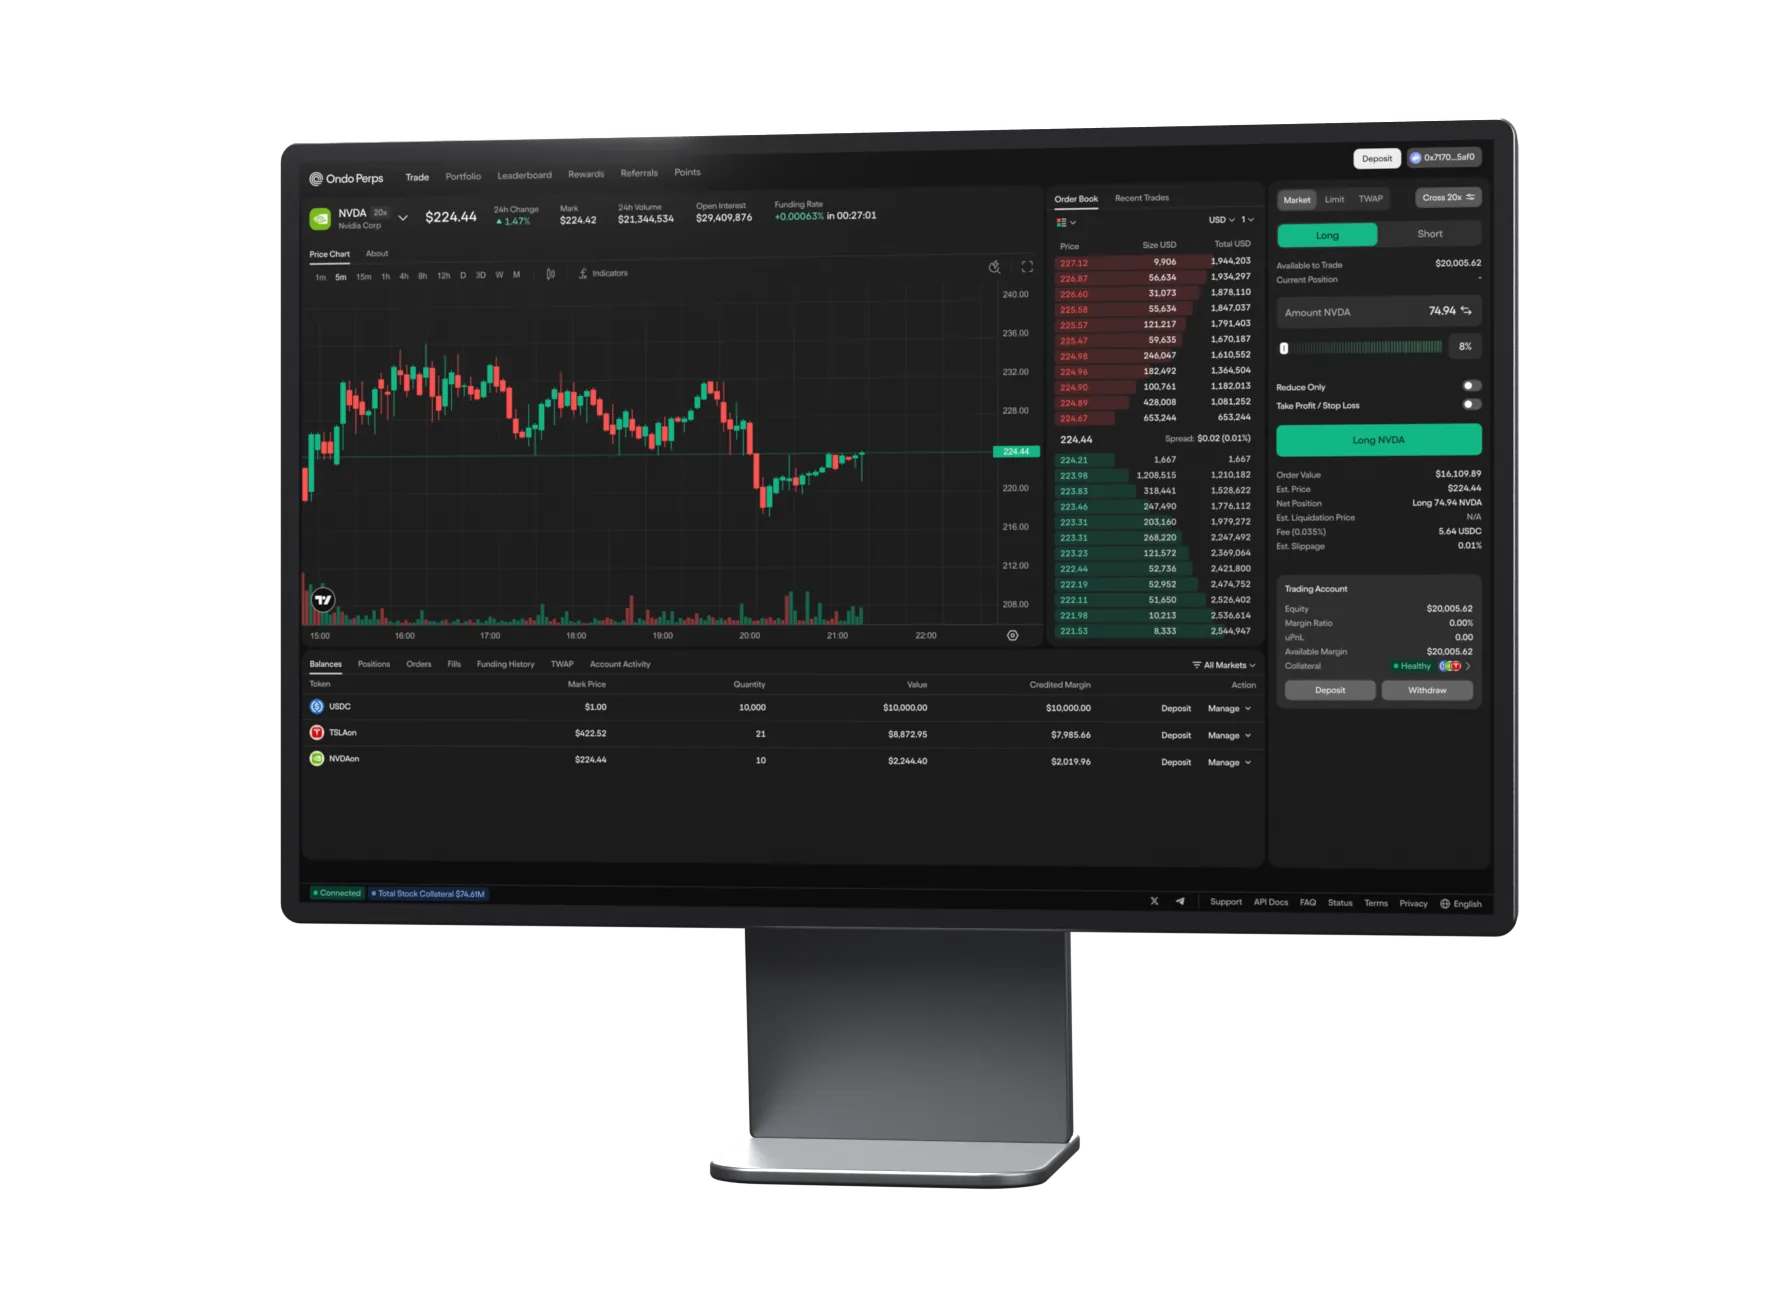 Ondo Perps Trade Portfolio Leaderboard Rewards Referrals Points Deposit 0x7170...5af0
NVDA 20x
Nvidia Corp
$224.44
24h Change
1.47%
Mark
$224.42
24h Volume
$21,344,534
Open Interest
$29,409,876
Funding Rate
+0.00063% in 00:27:01
Price Chart About
1m 5m 15m 1h 4h 8h 12h D 3D W M Indicators
240.00
236.00
232.00
228.00
224.44
220.00
216.00
212.00
208.00
15:00 16:00 17:00 18:00 19:00 20:00 21:00 22:00
Order Book Recent Trades
USD 1
Price Size USD Total USD
227.12 9,906 1,944,203
226.87 56,634 1,934,297
226.60 31,073 1,878,110
225.58 55,634 1,847,037
225.57 121,217 1,791,403
225.47 59,635 1,670,187
224.98 246,047 1,610,552
224.96 182,492 1,364,504
224.90 100,761 1,182,013
224.89 428,008 1,081,252
224.67 653,244 653,244
224.44 Spread: $0.02 (0.01%)
224.21 1,667 1,667
223.98 1,208,515 1,210,182
223.83 318,441 1,528,622
223.46 247,490 1,776,112
223.31 203,160 1,979,272
223.31 268,220 2,247,492
223.23 121,572 2,369,064
222.44 52,736 2,421,800
222.19 52,952 2,474,752
222.11 51,650 2,526,402
221.98 10,213 2,536,614
221.53 8,333 2,544,947
Market Limit TWAP Cross 20x
Long Short
Available to Trade $20,005.62
Current Position -
Amount NVDA 74.94
8%
Reduce Only
Take Profit / Stop Loss
Long NVDA
Order Value $16,109.89
Est. Price $224.44
Net Position Long 74.94 NVDA
Est. Liquidation Price N/A
Fee (0.035%) 5.64 USDC
Est. Slippage 0.01%
Trading Account
Equity $20,005.62
Margin Ratio 0.00%
uPnL 0.00
Available Margin $20,005.62
Collateral Healthy
Deposit Withdraw
Balances Positions Orders Fills Funding History TWAP Account Activity All Markets
Token Mark Price Quantity Value Credited Margin Action
USDC $1.00 10,000 $10,000.00 $10,000.00 Deposit Manage
TSLAon $422.52 21 $8,872.95 $7,985.66 Deposit Manage
NVDAon $224.44 10 $2,244.40 $2,019.96 Deposit Manage
Connected Total Stock Collateral $74.61M
Support API Docs FAQ Status Terms Privacy English